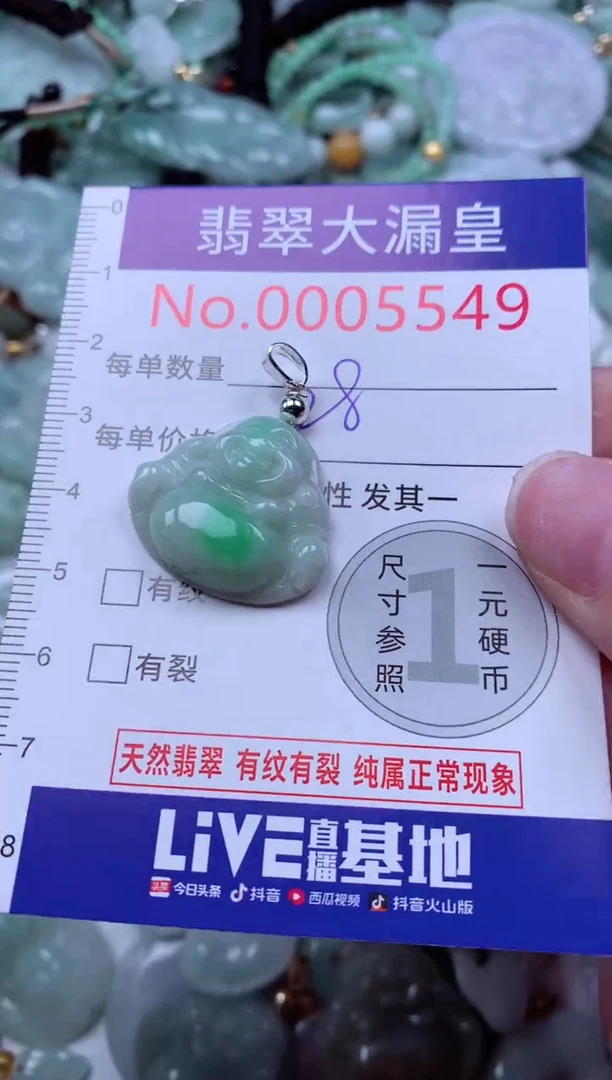 翡翠大漏皇
No.0005549
每单数量
28
每单价
性 发其一
有纹
有裂
尺寸参照
1
一元硬币
天然翡翠 有纹有裂 纯属正常现象
LiVE直播基地
头条 今日头条 抖音 西瓜视频 抖音火山版
0
1
2
3
4
5
6
7
8